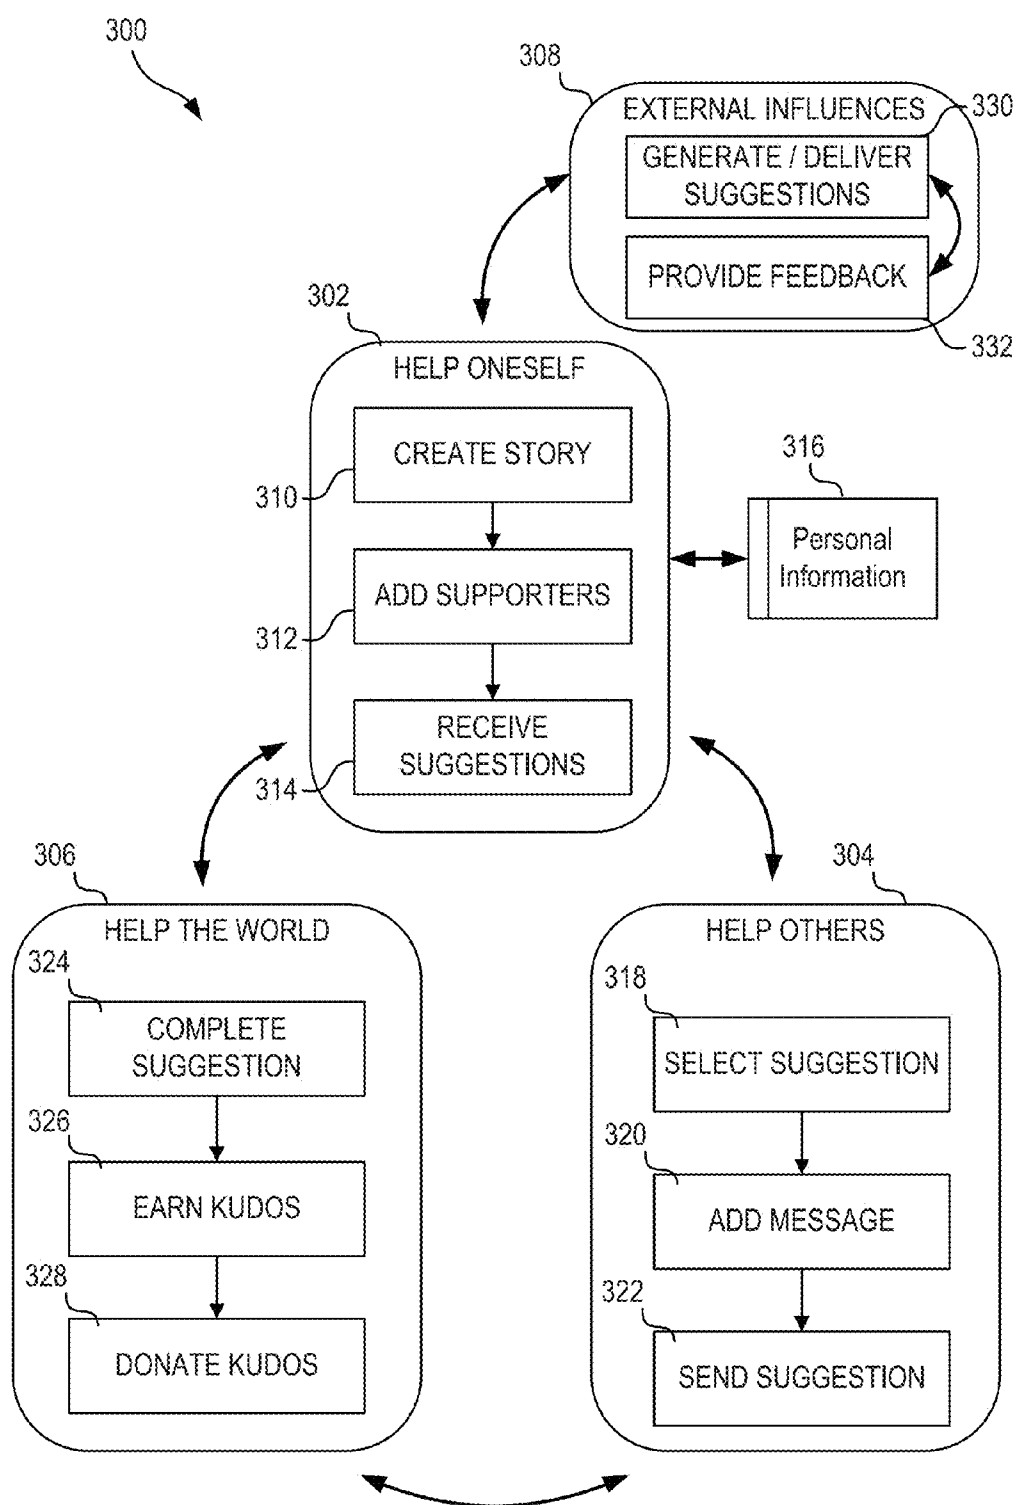 300
308
EXTERNAL INFLUENCES
330
GENERATE / DELIVER
SUGGESTIONS
PROVIDE FEEDBACK
332
302
HELP ONESELF
CREATE STORY
310
316
Personal
Information
ADD SUPPORTERS
312
RECEIVE
SUGGESTIONS
314
306
HELP THE WORLD
324
COMPLETE
SUGGESTION
326
EARN KUDOS
328
DONATE KUDOS
304
HELP OTHERS
318
SELECT SUGGESTION
320
ADD MESSAGE
322
SEND SUGGESTION